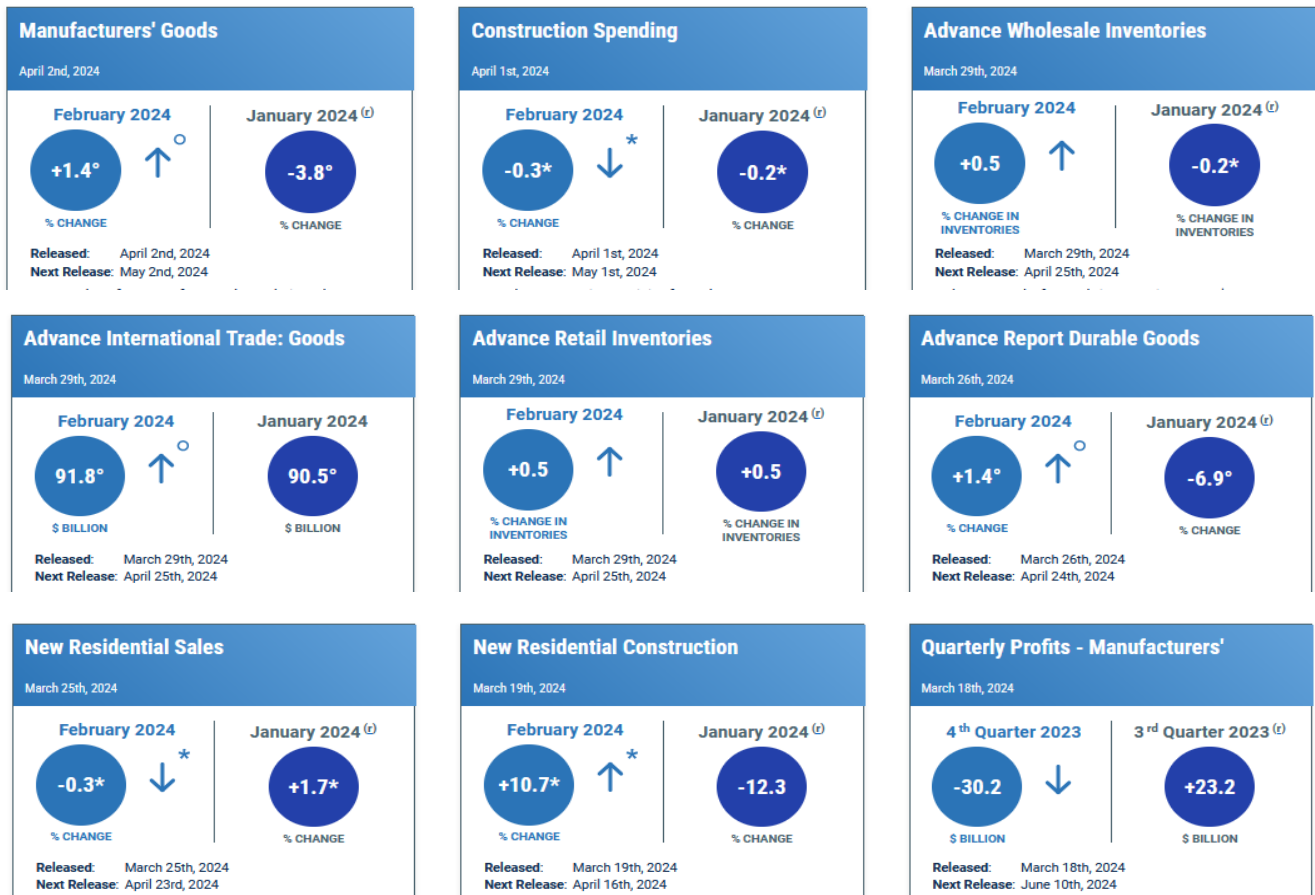 Manufacturers' Goods
April 2nd, 2024
February 2024
January 2024 (r)
+1.4°
°
-3.8°
% CHANGE
% CHANGE
Released: April 2nd, 2024
Next Release: May 2nd, 2024
Construction Spending
April 1st, 2024
February 2024
January 2024 (r)
-0.3*
*
-0.2*
% CHANGE
% CHANGE
Released: April 1st, 2024
Next Release: May 1st, 2024
Advance Wholesale Inventories
March 29th, 2024
February 2024
January 2024 (r)
+0.5
-0.2*
% CHANGE IN
INVENTORIES
% CHANGE IN
INVENTORIES
Released: March 29th, 2024
Next Release: April 25th, 2024
Advance International Trade: Goods
March 29th, 2024
February 2024
January 2024
91.8°
°
90.5°
$ BILLION
$ BILLION
Released: March 29th, 2024
Next Release: April 25th, 2024
Advance Retail Inventories
March 29th, 2024
February 2024
January 2024 (r)
+0.5
+0.5
% CHANGE IN
INVENTORIES
% CHANGE IN
INVENTORIES
Released: March 29th, 2024
Next Release: April 25th, 2024
Advance Report Durable Goods
March 26th, 2024
February 2024
January 2024 (r)
+1.4°
°
-6.9°
% CHANGE
% CHANGE
Released: March 26th, 2024
Next Release: April 24th, 2024
New Residential Sales
March 25th, 2024
February 2024
January 2024 (r)
-0.3*
*
+1.7*
% CHANGE
% CHANGE
Released: March 25th, 2024
Next Release: April 23rd, 2024
New Residential Construction
March 19th, 2024
February 2024
January 2024 (r)
+10.7*
*
-12.3
% CHANGE
% CHANGE
Released: March 19th, 2024
Next Release: April 16th, 2024
Quarterly Profits - Manufacturers'
March 18th, 2024
4th Quarter 2023
3rd Quarter 2023 (r)
-30.2
+23.2
$ BILLION
$ BILLION
Released: March 18th, 2024
Next Release: June 10th, 2024